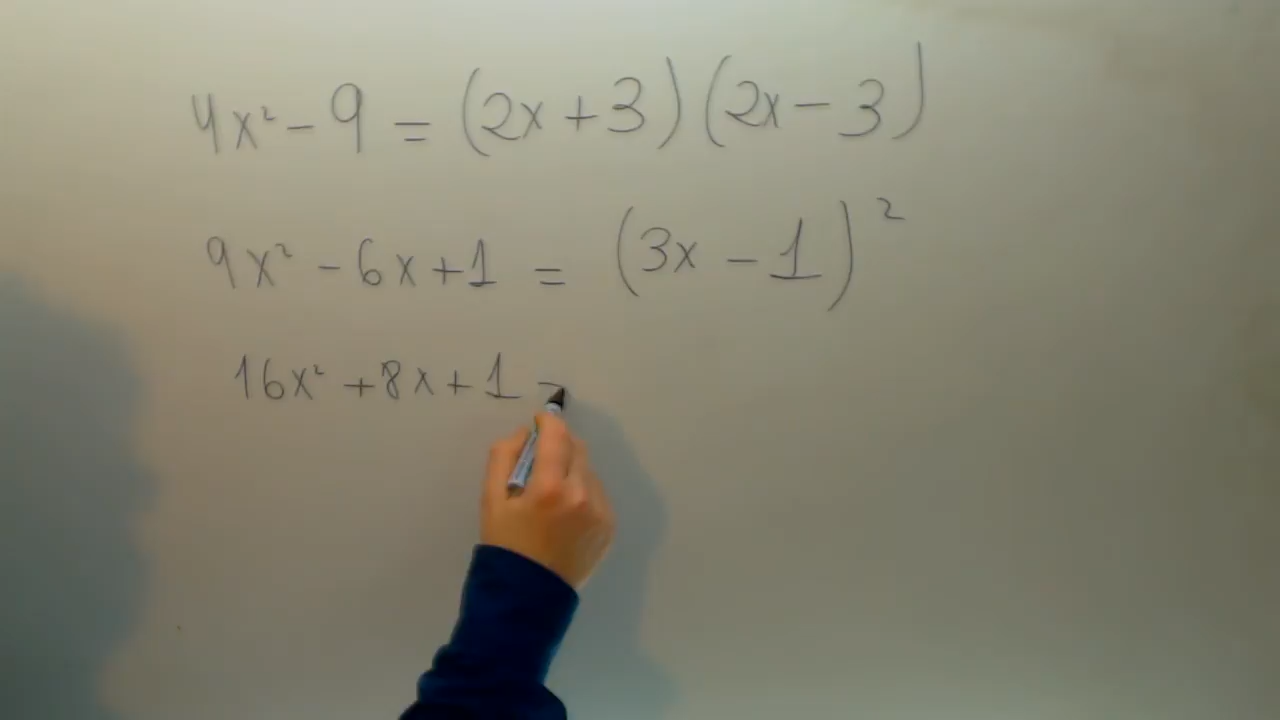 4x² - 9 = (2x + 3) (2x - 3)
9x² - 6x + 1 = (3x - 1)²
16x² + 8x + 1 =